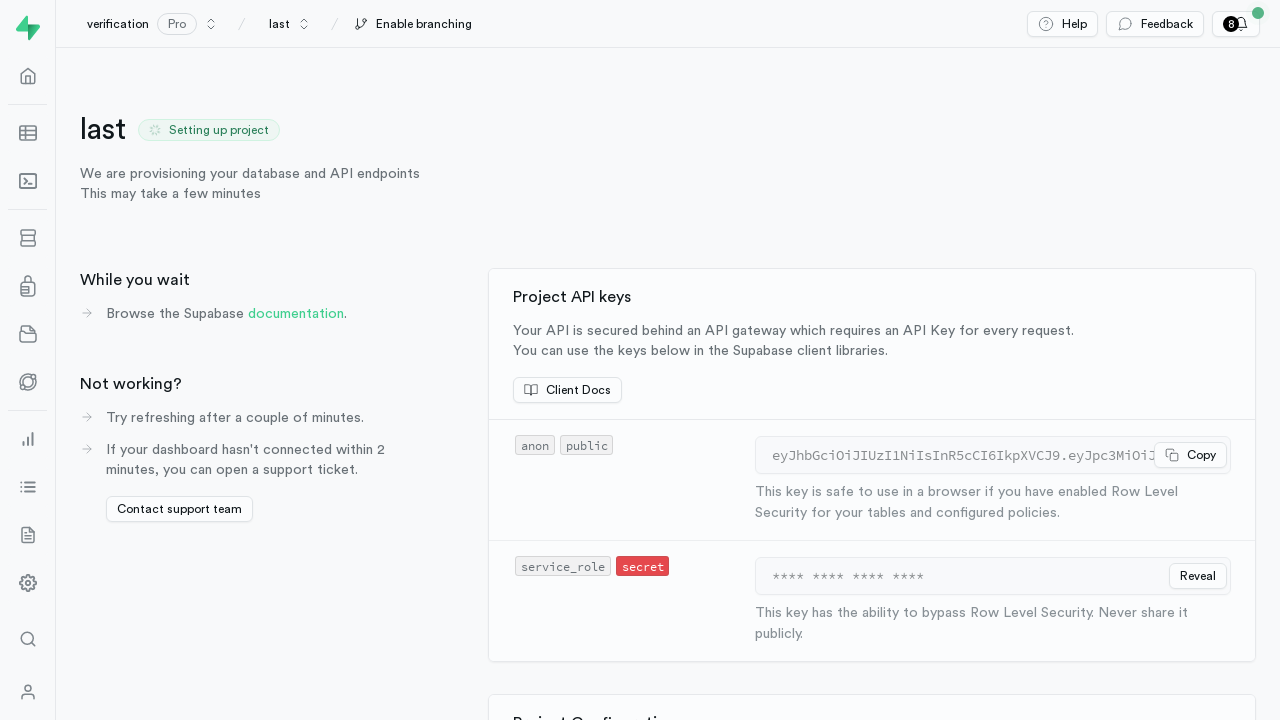 verification Pro / last / Enable branching
Help
Feedback
8
last
Setting up project
We are provisioning your database and API endpoints
This may take a few minutes
While you wait
Browse the Supabase documentation.
Not working?
Try refreshing after a couple of minutes.
If your dashboard hasn't connected within 2
minutes, you can open a support ticket.
Contact support team
Project API keys
Your API is secured behind an API gateway which requires an API Key for every request.
You can use the keys below in the Supabase client libraries.
Client Docs
anon public
eyJhbGciOiJIUzI1NiIsInR5cCI6IkpXVCJ9.eyJpc3MiOiJ
Copy
This key is safe to use in a browser if you have enabled Row Level
Security for your tables and configured policies.
service_role secret
**** **** **** ****
Reveal
This key has the ability to bypass Row Level Security. Never share it
publicly.
Project Configuration